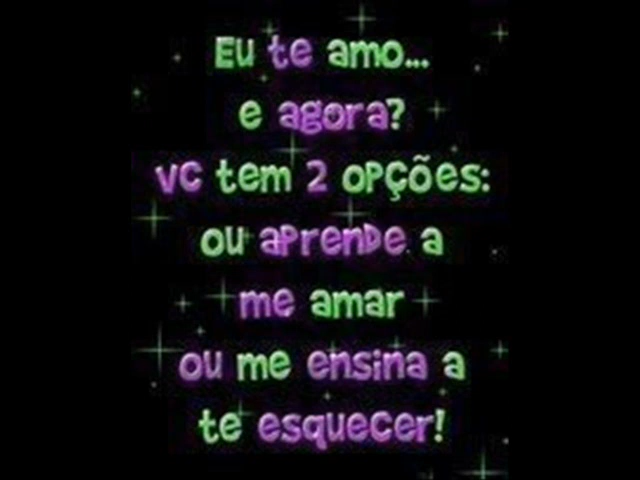 Eu te amo...
e agora?
vc tem 2 opções:
ou aprende a
me amar
ou me ensina a
te esquecer!